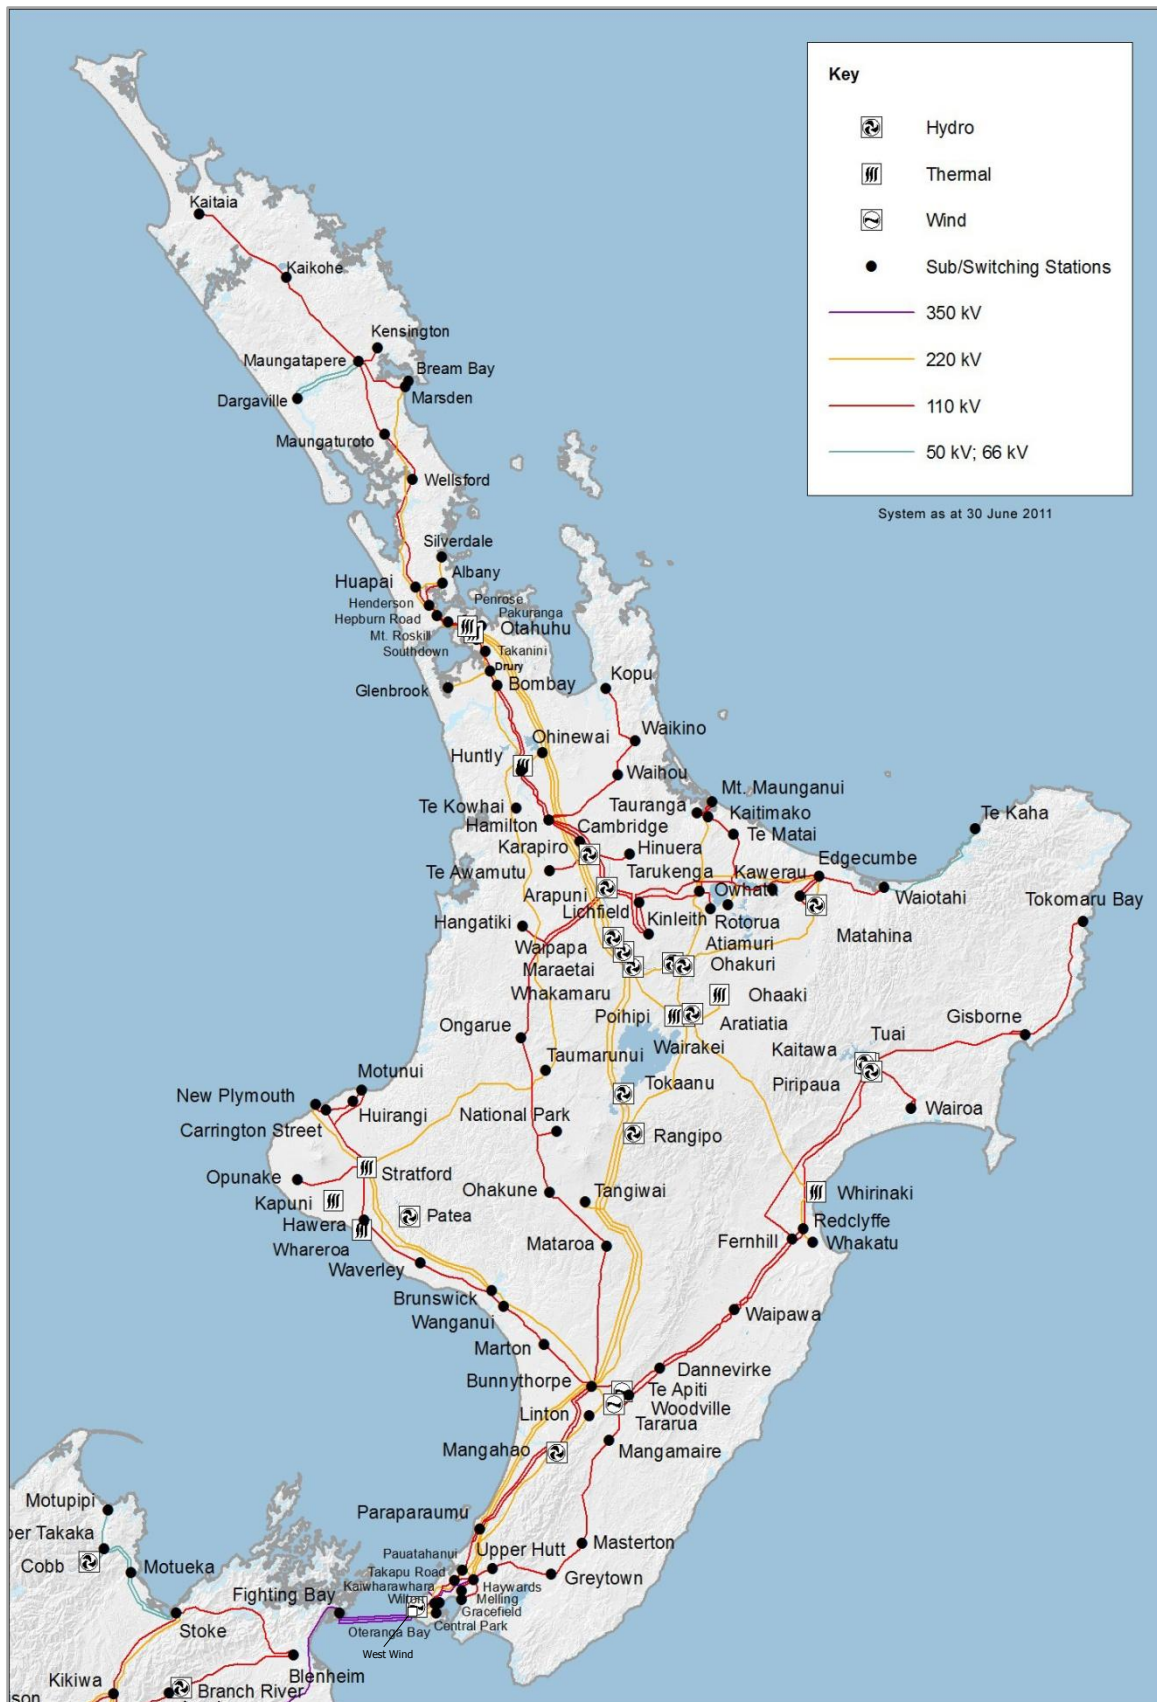 Key
Hydro
Thermal
Wind
Sub/Switching Stations
350 kV
220 kV
110 kV
50 kV; 66 kV
System as at 30 June 2011
Kaitaia
Kaikohe
Kensington
Maungatapere
Bream Bay
Dargaville
Marsden
Maungaturoto
Wellsford
Silverdale
Albany
Huapai
Henderson
Penrose
Hepburn Road
Pakuranga
Mt. Roskill
Otahuhu
Southdown
Takanini
Drury
Glenbrook
Bombay
Kopu
Ohinewai
Waikino
Huntly
Waihou
Mt. Maunganui
Te Kowhai
Tauranga
Kaitimako
Te Kaha
Hamilton
Cambridge
Te Matai
Karapiro
Hinuera
Edgecumbe
Te Awamutu
Tarukenga
Kawerau
Arapuni
Owhata
Waiotahi
Tokomaru Bay
Lichfield
Kinleith
Rotorua
Hangatiki
Matahina
Waipapa
Atiamuri
Maraetai
Ohakuri
Whakamaru
Ohaaki
Poihipi
Aratiatia
Ongarue
Gisborne
Tuai
Wairakei
Kaitawa
Taumarunui
Motunui
Piripaua
Tokaanu
New Plymouth
Huirangi
National Park
Wairoa
Carrington Street
Rangipo
Stratford
Opunake
Ohakune
Tangiwai
Whirinaki
Kapuni
Patea
Hawera
Redclyffe
Whareroa
Mataroa
Fernhill
Whakatu
Waverley
Brunswick
Waipawa
Wanganui
Marton
Dannevirke
Bunnythorpe
Te Apiti
Woodville
Linton
Tararua
Mangahao
Mangamaire
Motupipi
Paraparaumu
per Takaka
Upper Hutt
Masterton
Pauatahanui
Cobb
Motueka
Takapu Road
Greytown
Kaiwharawhara
Haywards
Fighting Bay
Wilton
Melling
Gracefield
Stoke
Oteranga Bay
Central Park
West Wind
Kikiwa
Blenheim
son
Branch River